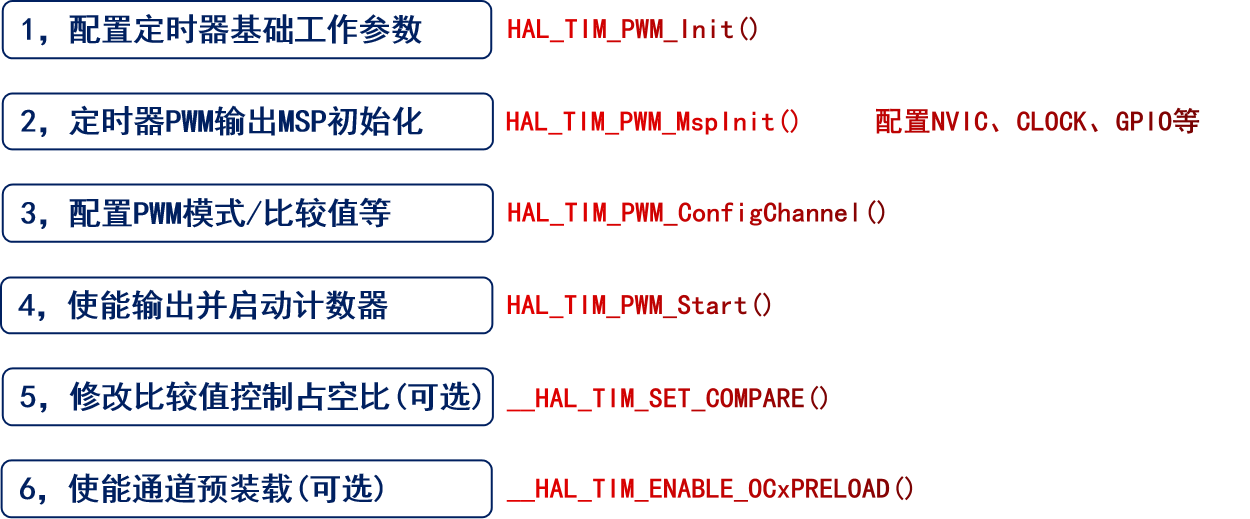 1，配置定时器基础工作参数 HAL_TIM_PWM_Init()
2，定时器PWM输出MSP初始化 HAL_TIM_PWM_MspInit() 配置NVIC、CLOCK、GPIO等
3，配置PWM模式/比较值等 HAL_TIM_PWM_ConfigChannel()
4，使能输出并启动计数器 HAL_TIM_PWM_Start()
5，修改比较值控制占空比(可选) __HAL_TIM_SET_COMPARE()
6，使能通道预装载(可选) __HAL_TIM_ENABLE_OCxPRELOAD()